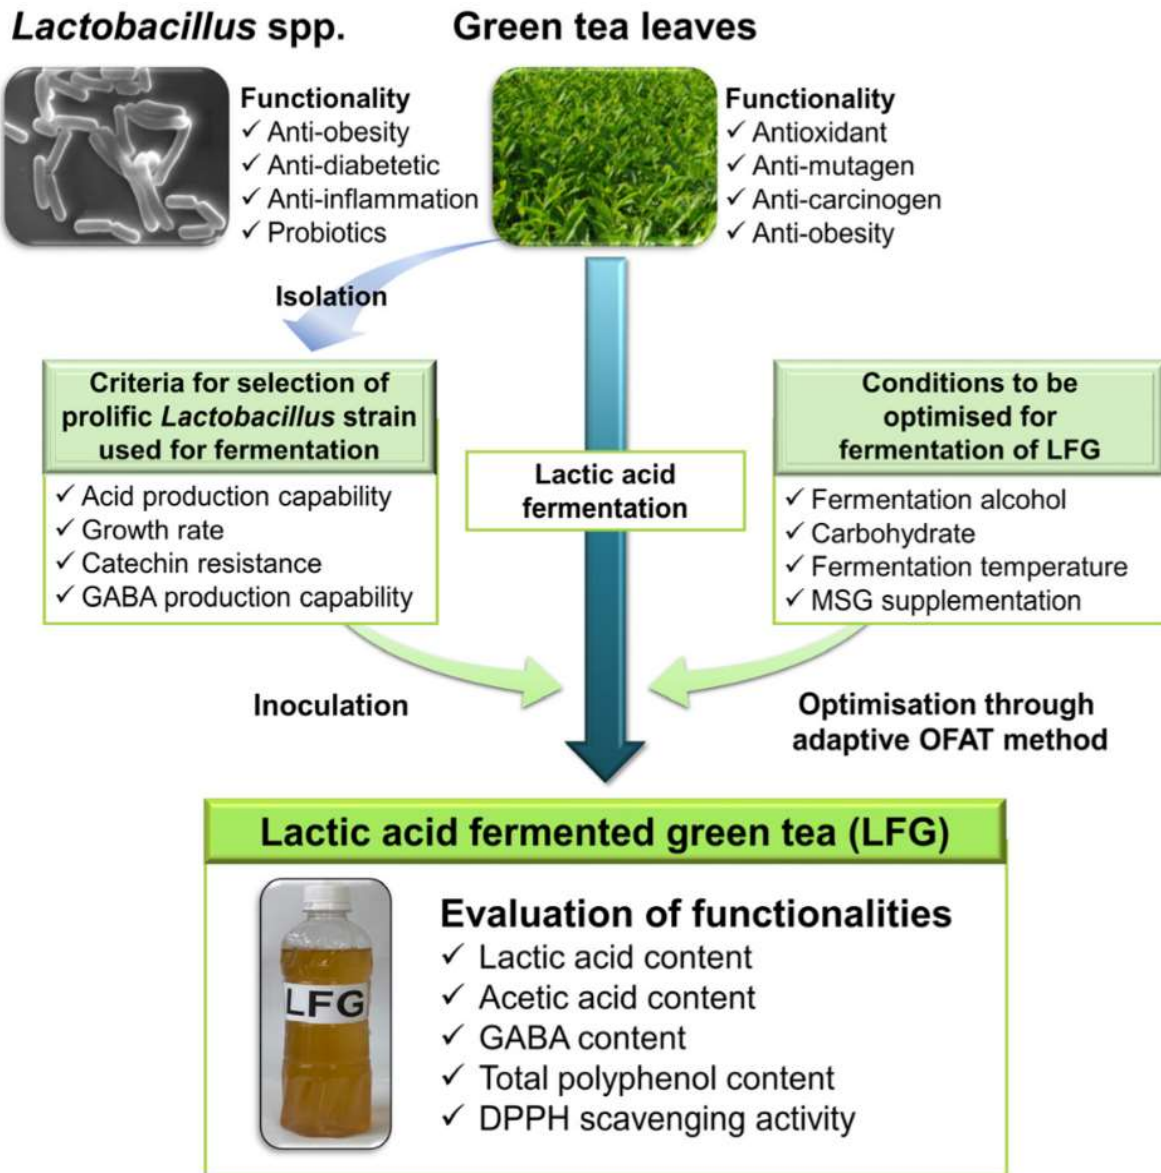 Lactobacillus spp.
Green tea leaves
Functionality
✓ Anti-obesity
✓ Anti-diabetetic
✓ Anti-inflammation
✓ Probiotics
Functionality
✓ Antioxidant
✓ Anti-mutagen
✓ Anti-carcinogen
✓ Anti-obesity
Isolation
Criteria for selection of
prolific Lactobacillus strain
used for fermentation
✓ Acid production capability
✓ Growth rate
✓ Catechin resistance
✓ GABA production capability
Lactic acid
fermentation
Conditions to be
optimised for
fermentation of LFG
✓ Fermentation alcohol
✓ Carbohydrate
✓ Fermentation temperature
✓ MSG supplementation
Inoculation
Optimisation through
adaptive OFAT method
Lactic acid fermented green tea (LFG)
LFG
Evaluation of functionalities
✓ Lactic acid content
✓ Acetic acid content
✓ GABA content
✓ Total polyphenol content
✓ DPPH scavenging activity